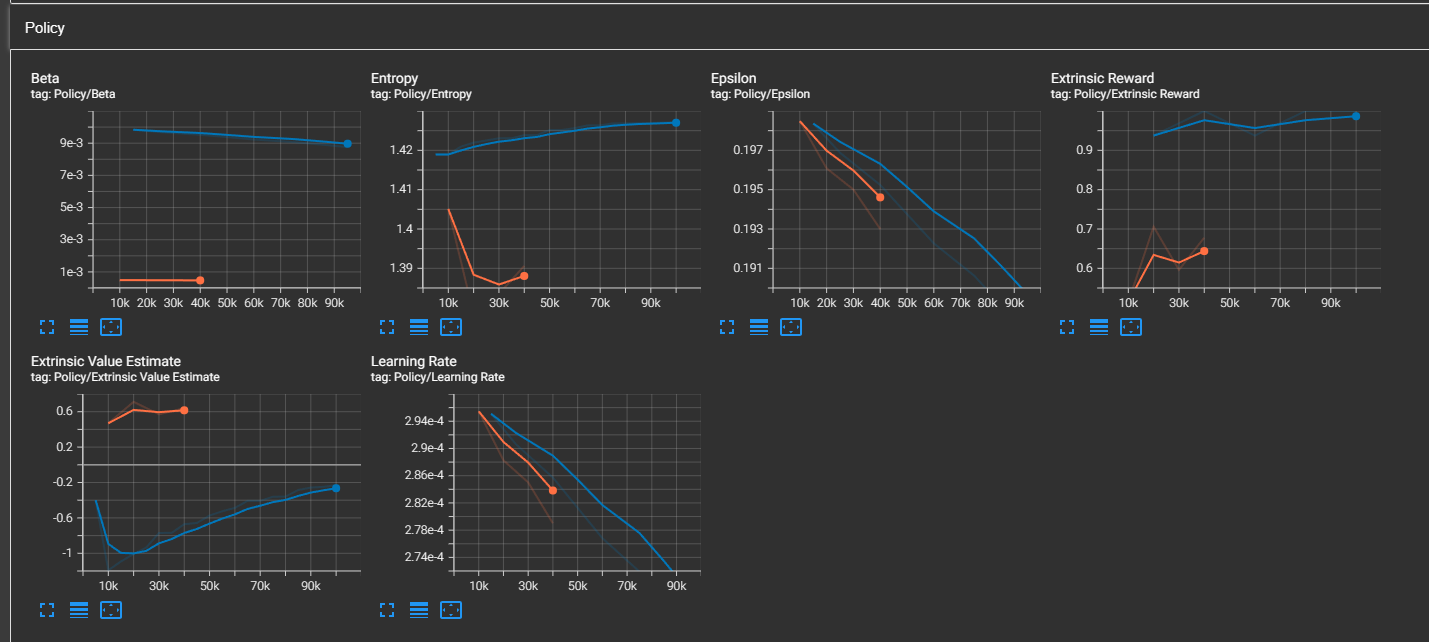 Policy
Beta
tag: Policy/Beta
9e-3
7e-3
5e-3
3e-3
1e-3
10k 20k 30k 40k 50k 60k 70k 80k 90k
Entropy
tag: Policy/Entropy
1.42
1.41
1.4
1.39
10k 30k 50k 70k 90k
Epsilon
tag: Policy/Epsilon
0.197
0.195
0.193
0.191
10k 20k 30k 40k 50k 60k 70k 80k 90k
Extrinsic Reward
tag: Policy/Extrinsic Reward
0.9
0.8
0.7
0.6
10k 30k 50k 70k 90k
Extrinsic Value Estimate
tag: Policy/Extrinsic Value Estimate
0.6
0.2
-0.2
-0.6
-1
10k 30k 50k 70k 90k
Learning Rate
tag: Policy/Learning Rate
2.94e-4
2.9e-4
2.86e-4
2.82e-4
2.78e-4
2.74e-4
10k 30k 50k 70k 90k